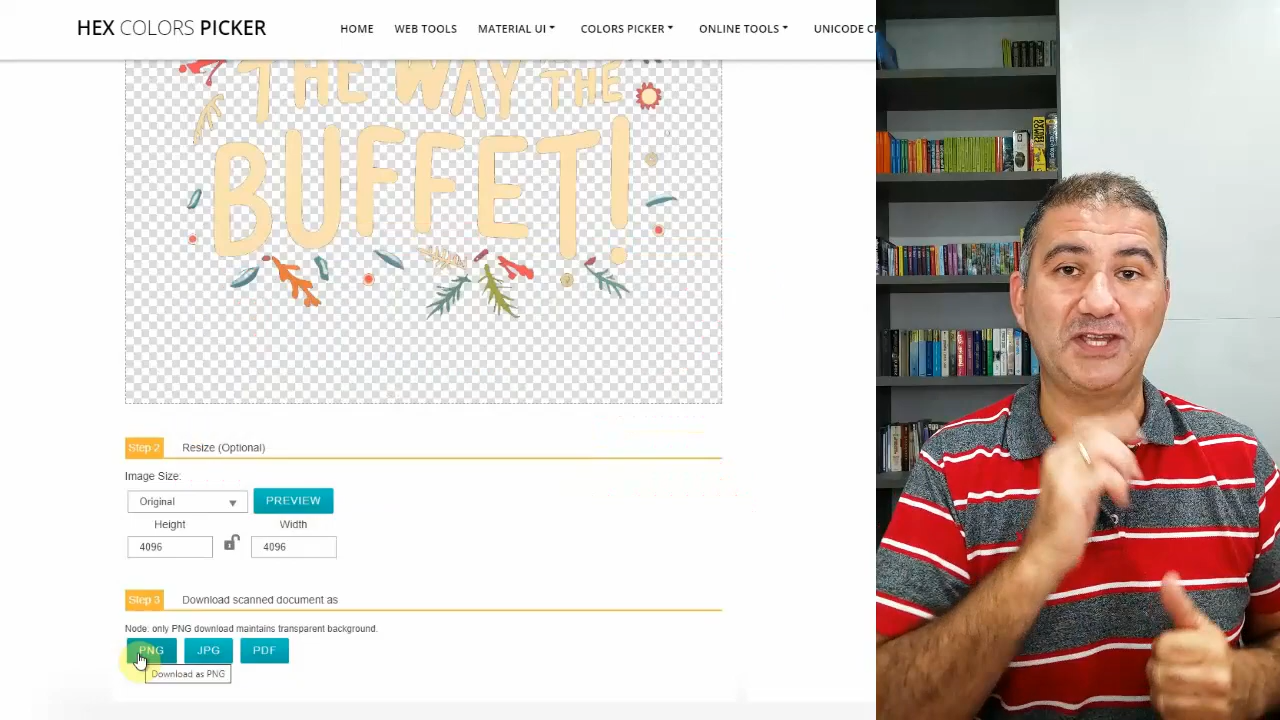 HEX COLORS PICKER
HOME WEB TOOLS MATERIAL UI COLORS PICKER ONLINE TOOLS UNICODE
THE WAY THE
BUFFET!
Step 2 Resize (Optional)
Image Size:
Original PREVIEW
Height Width
4096 4096
Step 3 Download scanned document as
Node: only PNG download maintains transparent background.
PNG JPG PDF
Download as PNG